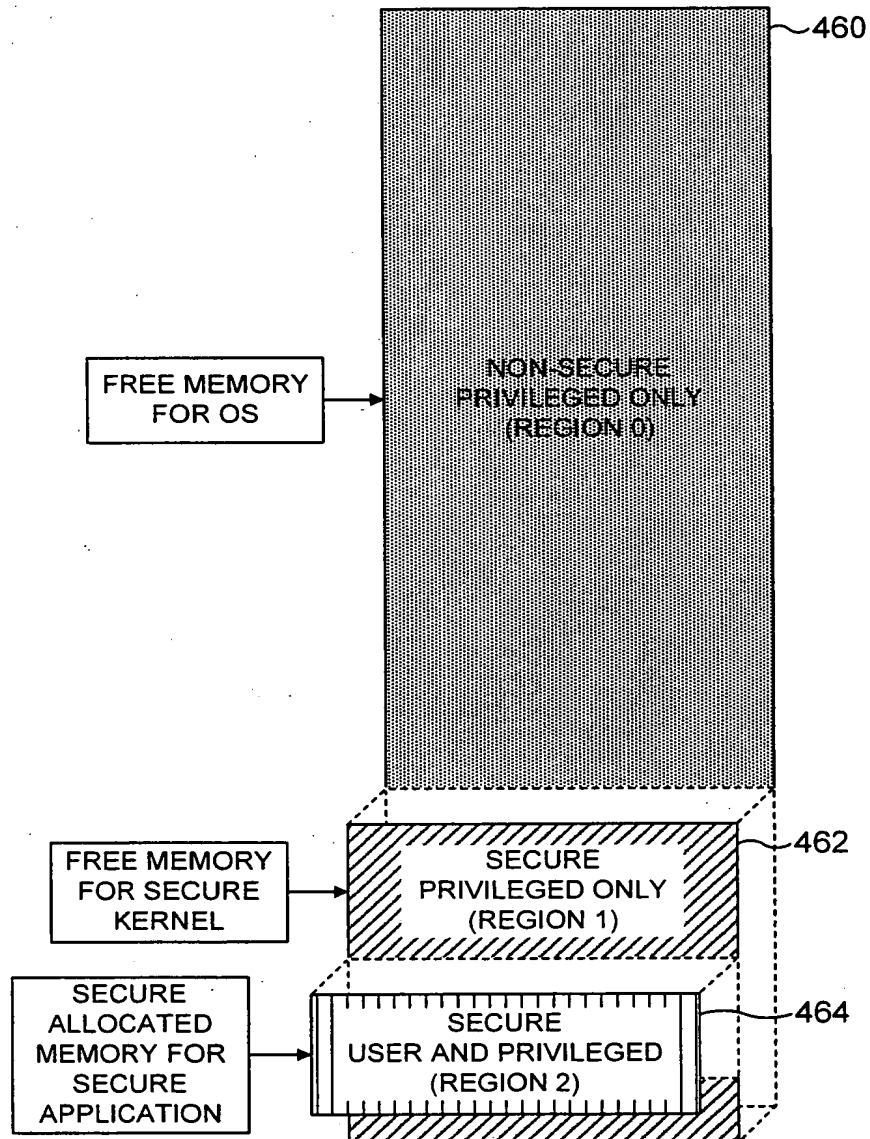 460
NON-SECURE
PRIVILEGED ONLY
(REGION 0)
FREE MEMORY
FOR OS
462
FREE MEMORY
FOR SECURE
KERNEL
SECURE
PRIVILEGED ONLY
(REGION 1)
SECURE
ALLOCATED
MEMORY FOR
SECURE
APPLICATION
464
SECURE
USER AND PRIVILEGED
(REGION 2)